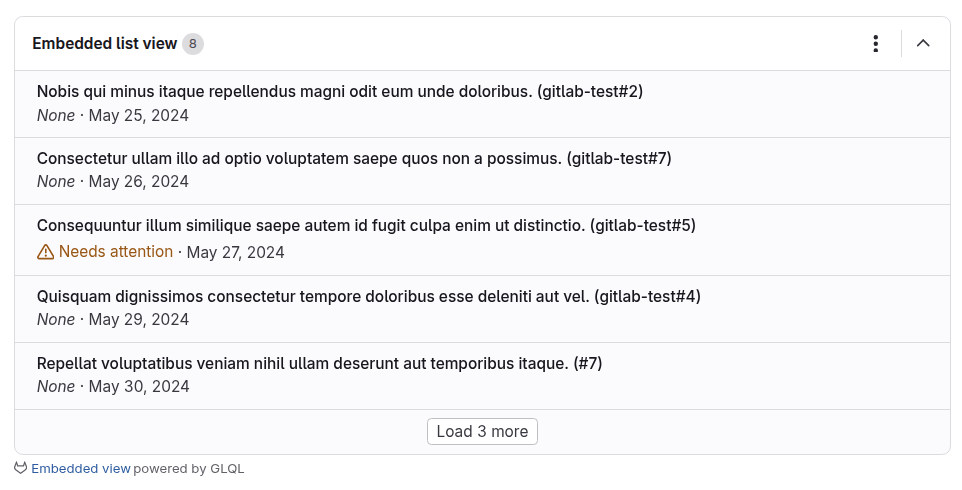 Embedded list view 8
Nobis qui minus itaque repellendus magni odit eum unde doloribus. (gitlab-test#2)
None · May 25, 2024
Consectetur ullam illo ad optio voluptatem saepe quos non a possimus. (gitlab-test#7)
None · May 26, 2024
Consequuntur illum similique saepe autem id fugit culpa enim ut distinctio. (gitlab-test#5)
Needs attention · May 27, 2024
Quisquam dignissimos consectetur tempore doloribus esse deleniti aut vel. (gitlab-test#4)
None · May 29, 2024
Repellat voluptatibus veniam nihil ullam deserunt aut temporibus itaque. (#7)
None · May 30, 2024
Load 3 more
Embedded view powered by GLQL